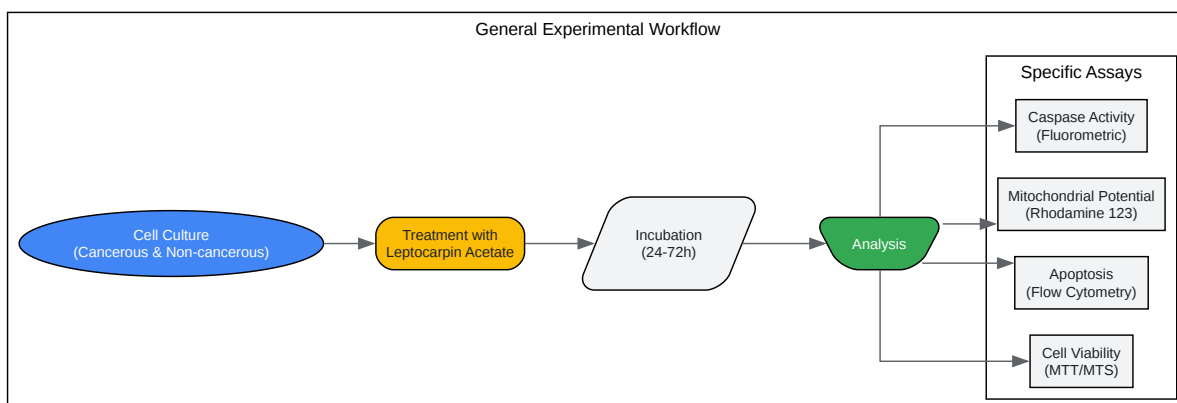 General Experimental Workflow
Specific Assays
Caspase Activity
(Fluorometric)
Mitochondrial Potential
(Rhodamine 123)
Cell Culture
(Cancerous & Non-cancerous)
Treatment with
Leptocarpin Acetate
Incubation
(24-72h)
Analysis
Apoptosis
(Flow Cytometry)
Cell Viability
(MTT/MTS)